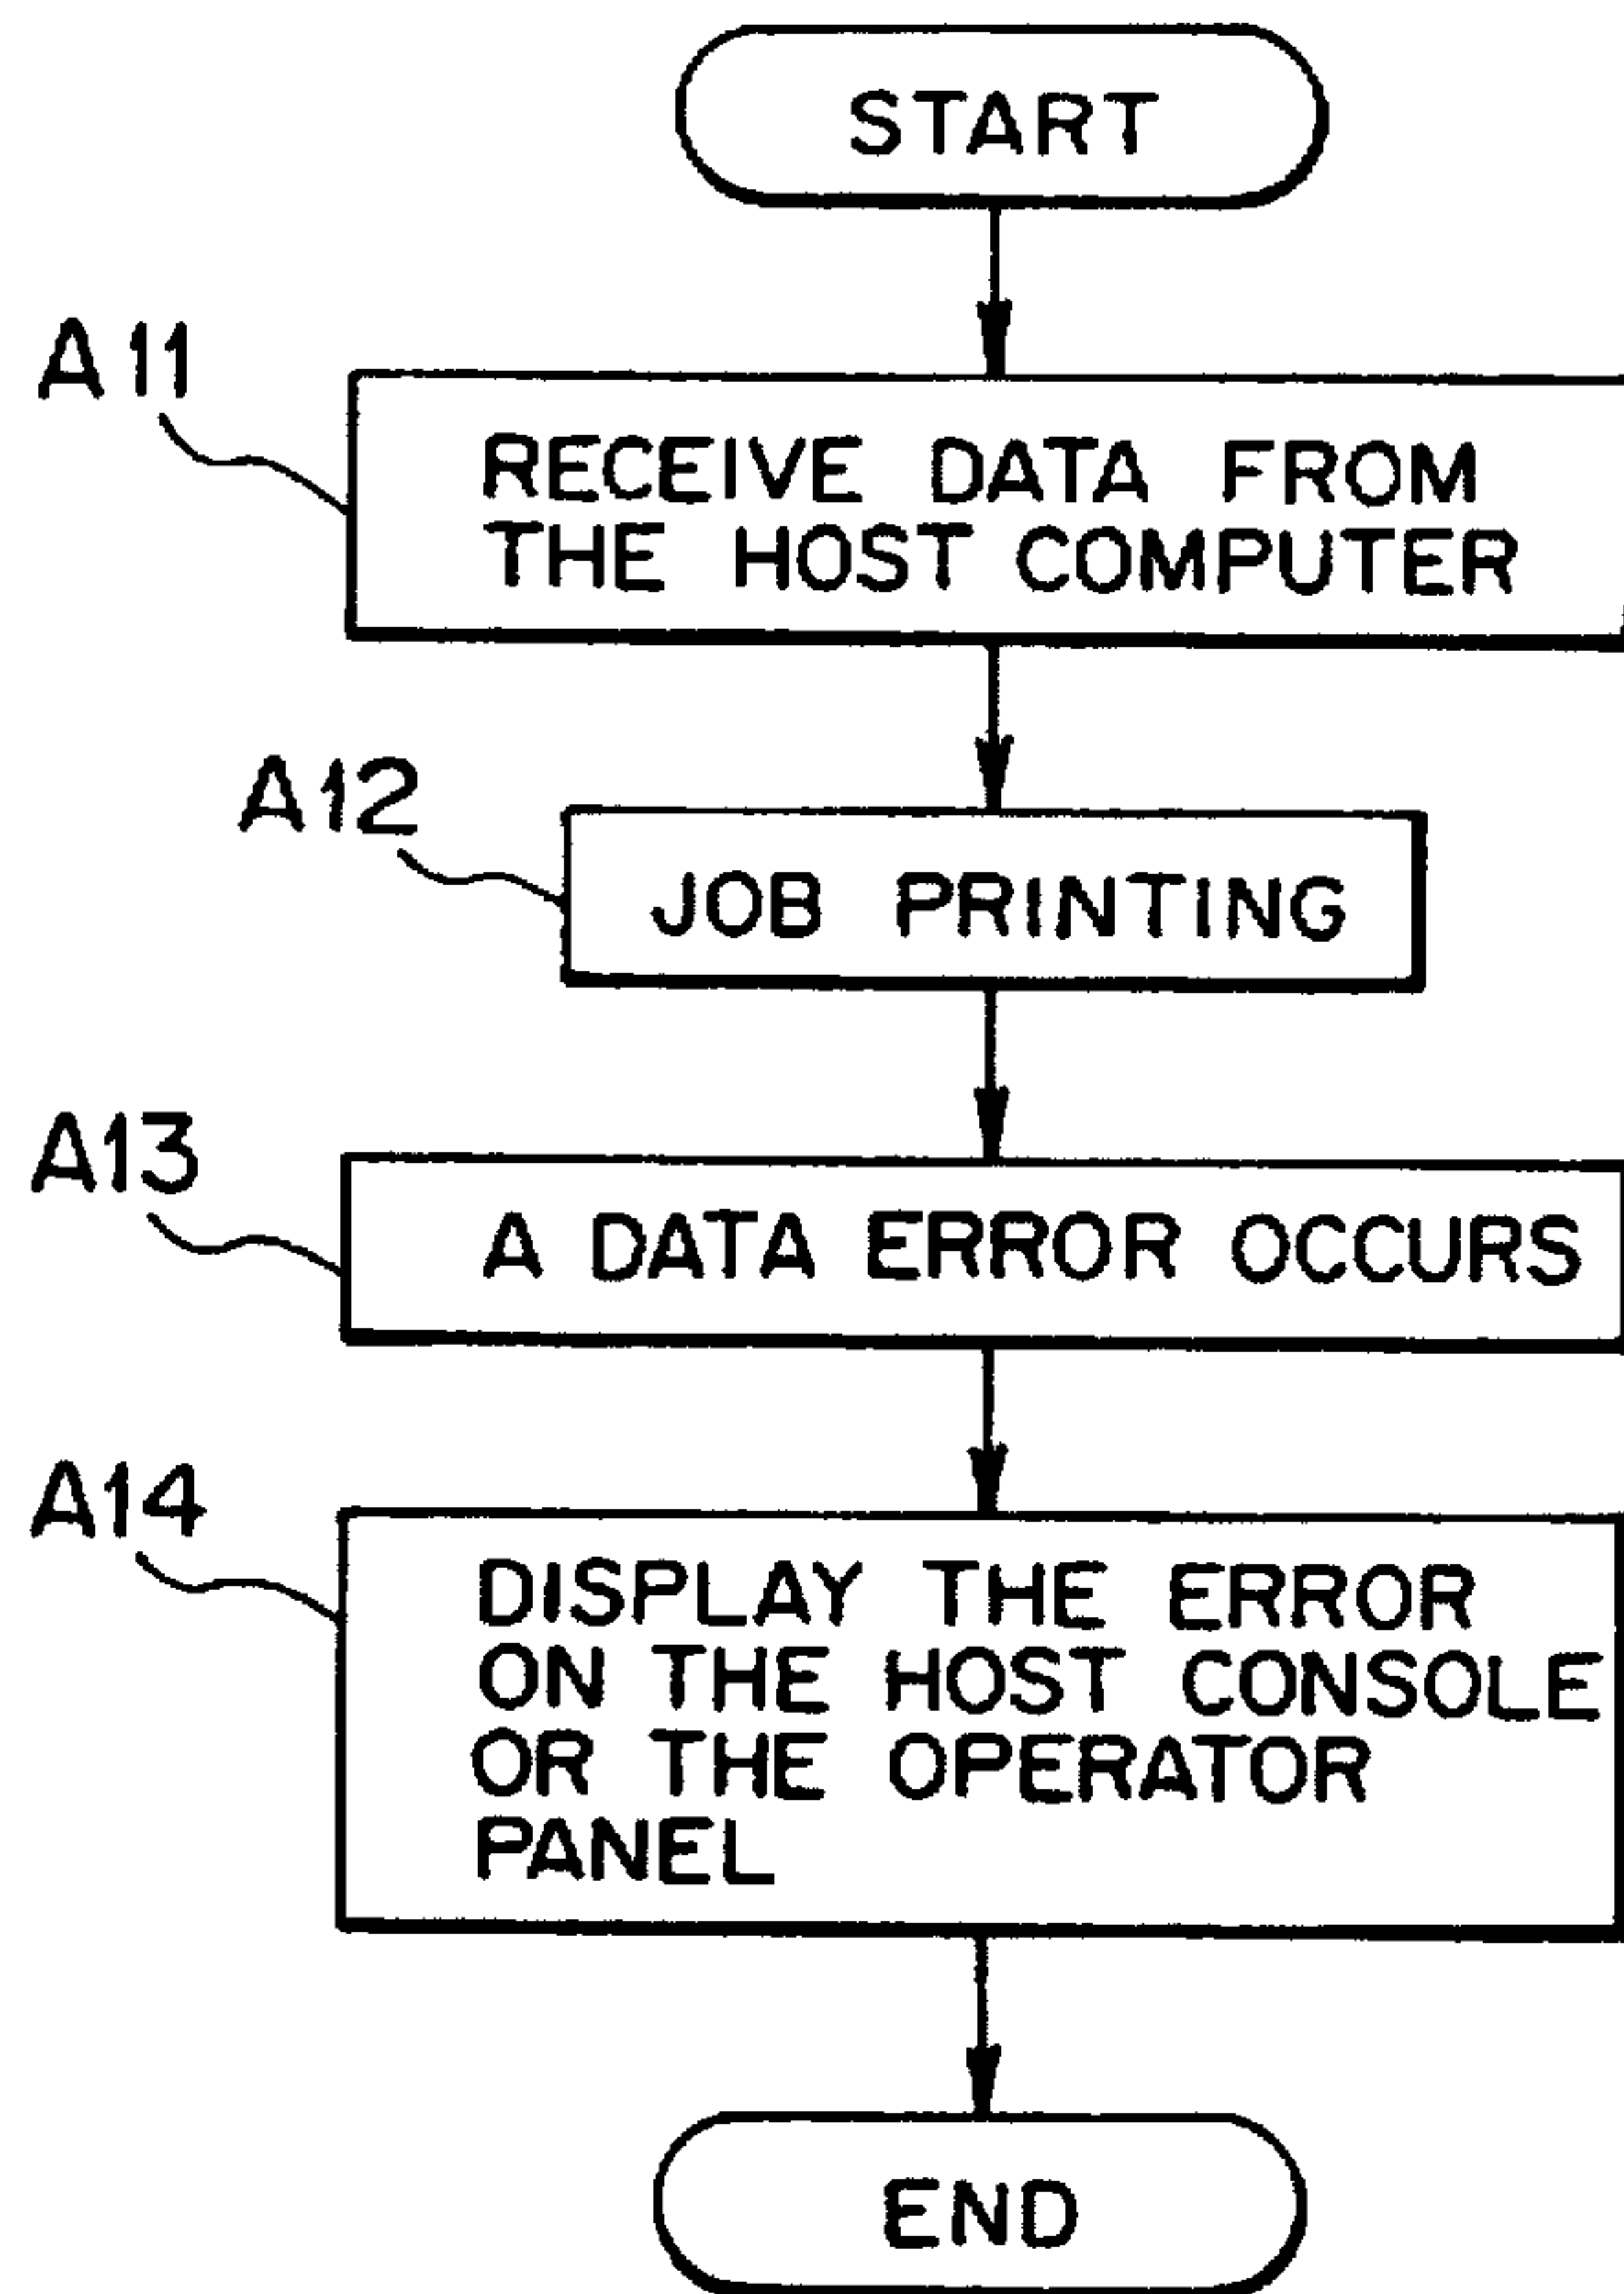 START
A11
RECEIVE DATA FROM
THE HOST COMPUTER
A12
JOB PRINTING
A13
A DATA ERROR OCCURS
A14
DISPLAY THE ERROR
ON THE HOST CONSOLE
OR THE OPERATOR
PANEL
END